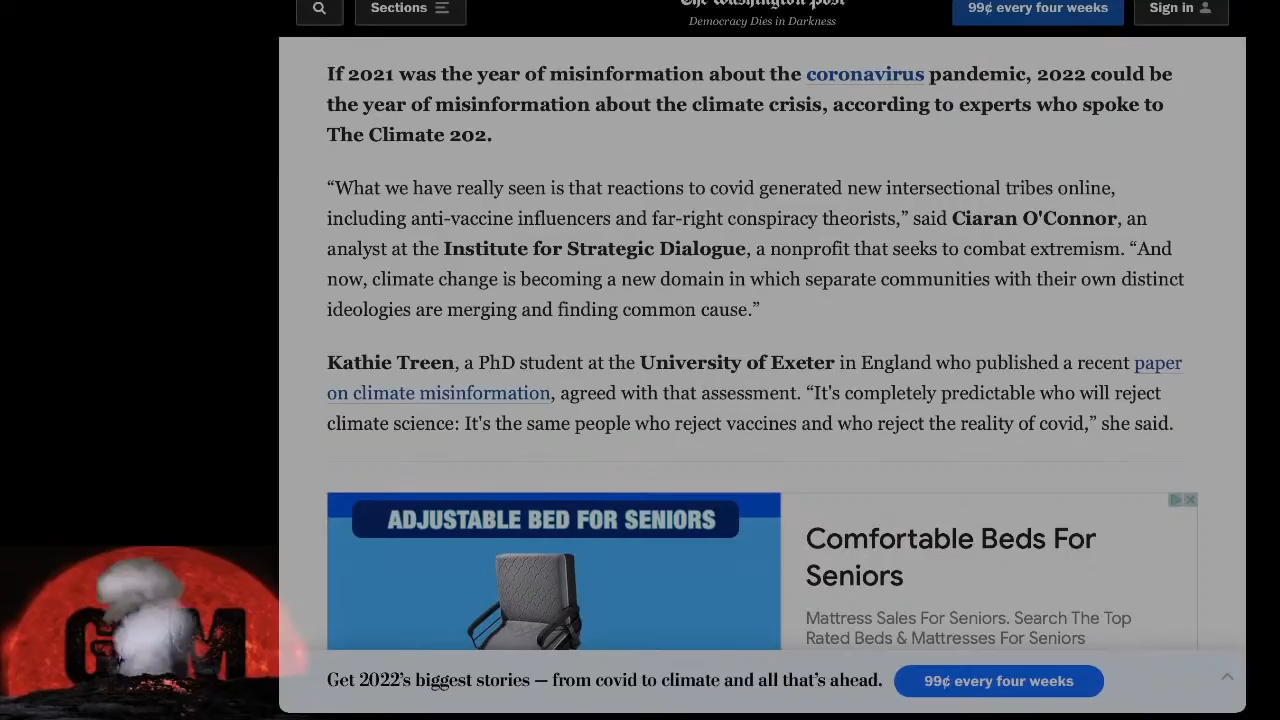 Sections
The Washington Post
Democracy Dies in Darkness
99¢ every four weeks
Sign in
If 2021 was the year of misinformation about the coronavirus pandemic, 2022 could be
the year of misinformation about the climate crisis, according to experts who spoke to
The Climate 202.
“What we have really seen is that reactions to covid generated new intersectional tribes online,
including anti-vaccine influencers and far-right conspiracy theorists,” said Ciaran O'Connor, an
analyst at the Institute for Strategic Dialogue, a nonprofit that seeks to combat extremism. “And
now, climate change is becoming a new domain in which separate communities with their own distinct
ideologies are merging and finding common cause.”
Kathie Treen, a PhD student at the University of Exeter in England who published a recent paper
on climate misinformation, agreed with that assessment. “It's completely predictable who will reject
climate science: It's the same people who reject vaccines and who reject the reality of covid,” she said.
ADJUSTABLE BED FOR SENIORS
Comfortable Beds For
Seniors
Mattress Sales For Seniors. Search The Top
Rated Beds & Mattresses For Seniors
Get 2022’s biggest stories — from covid to climate and all that’s ahead.
99¢ every four weeks